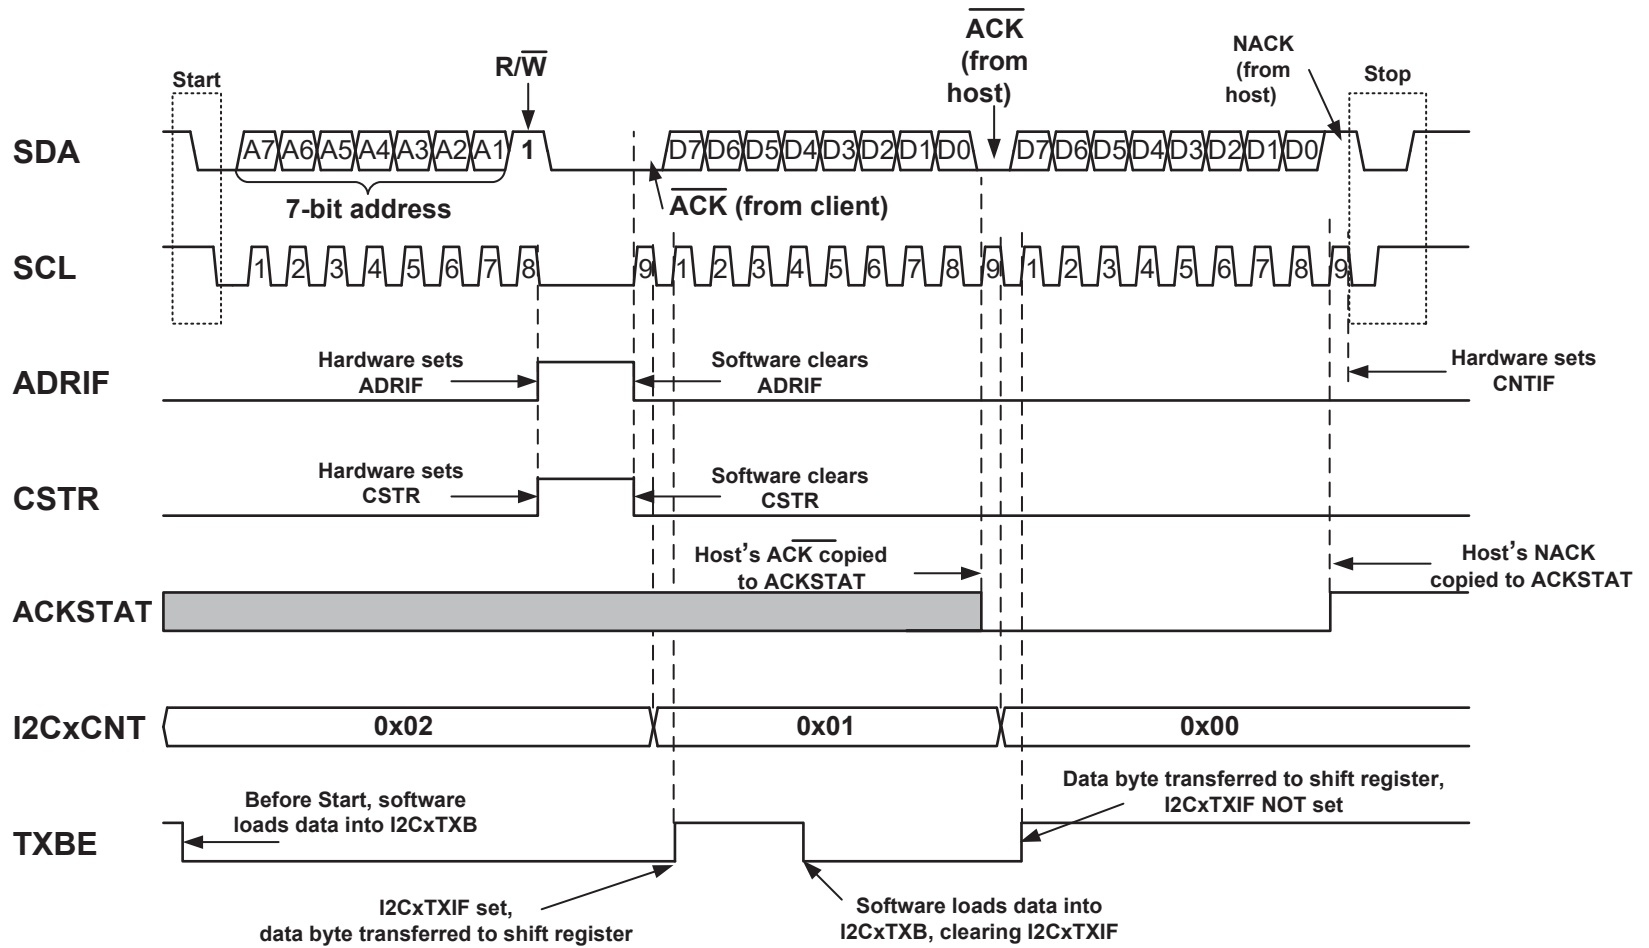 ACK
(from
host)
NACK
(from
host)
Start
R/W
Stop
SDA
A7 A6 A5 A4 A3 A2 A1 1 D7 D6 D5 D4 D3 D2 D1 D0 D7 D6 D5 D4 D3 D2 D1 D0
7-bit address
ACK (from client)
SCL
1 2 3 4 5 6 7 8 9 1 2 3 4 5 6 7 8 9 1 2 3 4 5 6 7 8 9
ADRIF
Hardware sets
ADRIF
Software clears
ADRIF
Hardware sets
CNTIF
CSTR
Hardware sets
CSTR
Software clears
CSTR
ACKSTAT
Host's ACK copied
to ACKSTAT
Host's NACK
copied to ACKSTAT
I2CxCNT
0x02 0x01 0x00
TXBE
Before Start, software
loads data into I2CxTXB
Data byte transferred to shift register,
I2CxTXIF NOT set
I2CxTXIF set,
data byte transferred to shift register
Software loads data into
I2CxTXB, clearing I2CxTXIF